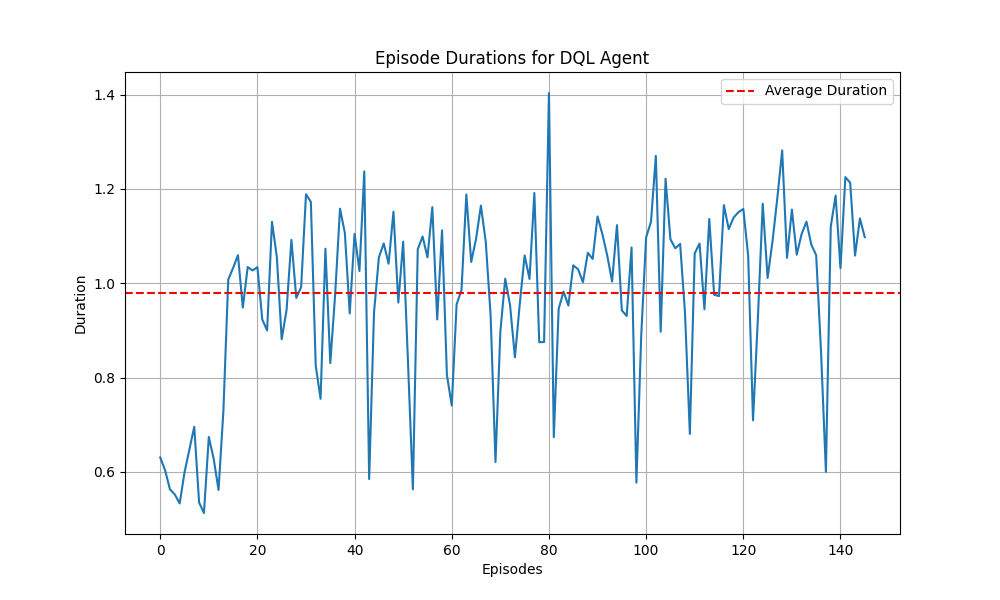 Episode Durations for DQL Agent
Average Duration
Duration
1.4
1.2
1.0
0.8
0.6
0 20 40 60 80 100 120 140
Episodes